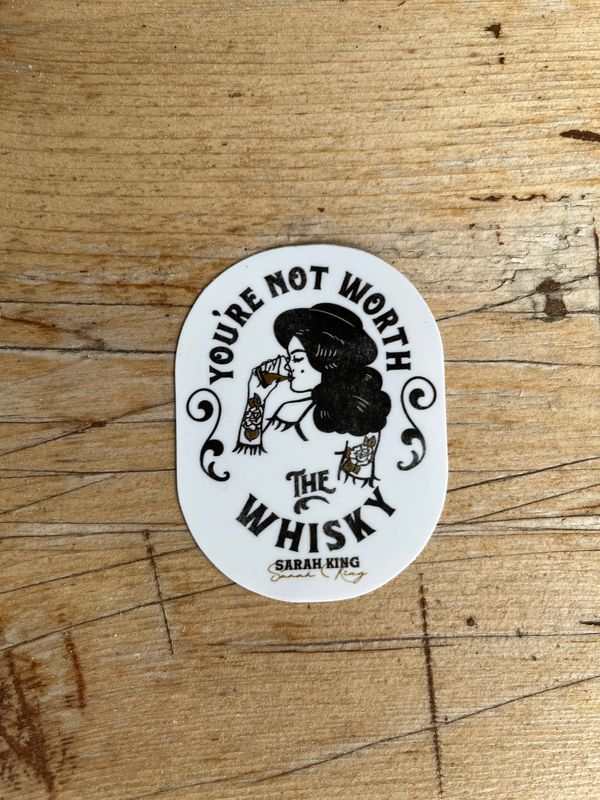 YOU'RE NOT WORTH
THE
WHISKY
SARAH KING
Sarah King